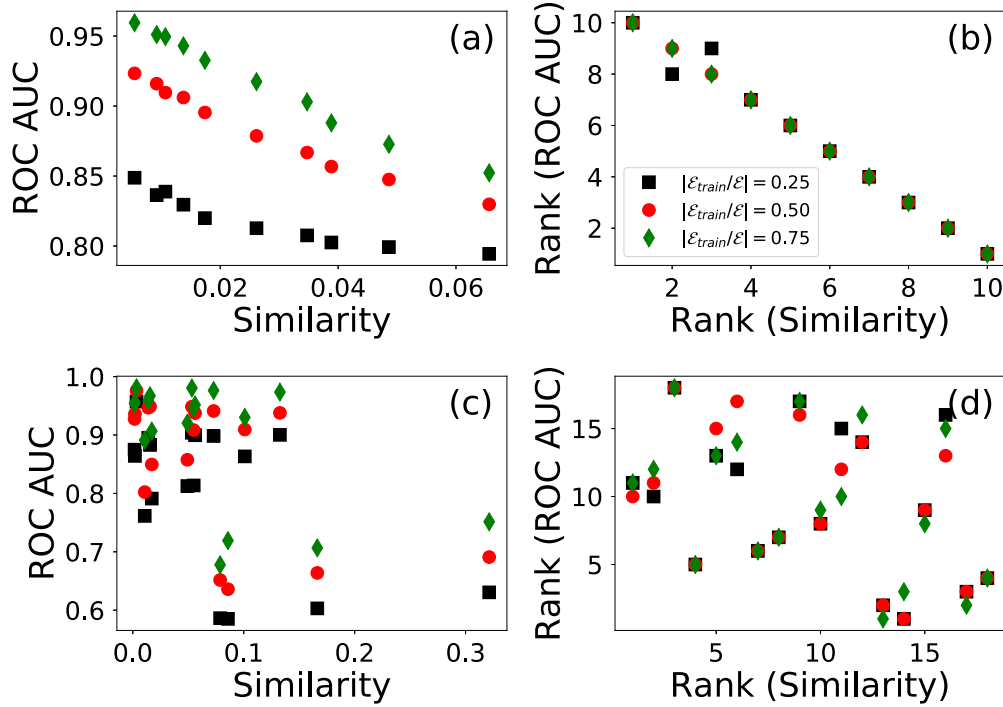 (a)
ROC AUC
0.95
0.90
0.85
0.80
0.02
0.04
0.06
Similarity
(b)
Rank (ROC AUC)
10
8
6
4
2
|ℰ_train/ℰ| = 0.25
|ℰ_train/ℰ| = 0.50
|ℰ_train/ℰ| = 0.75
2
4
6
8
10
Rank (Similarity)
(c)
ROC AUC
1.0
0.9
0.8
0.7
0.6
0.0
0.1
0.2
0.3
Similarity
(d)
Rank (ROC AUC)
15
10
5
5
10
15
Rank (Similarity)